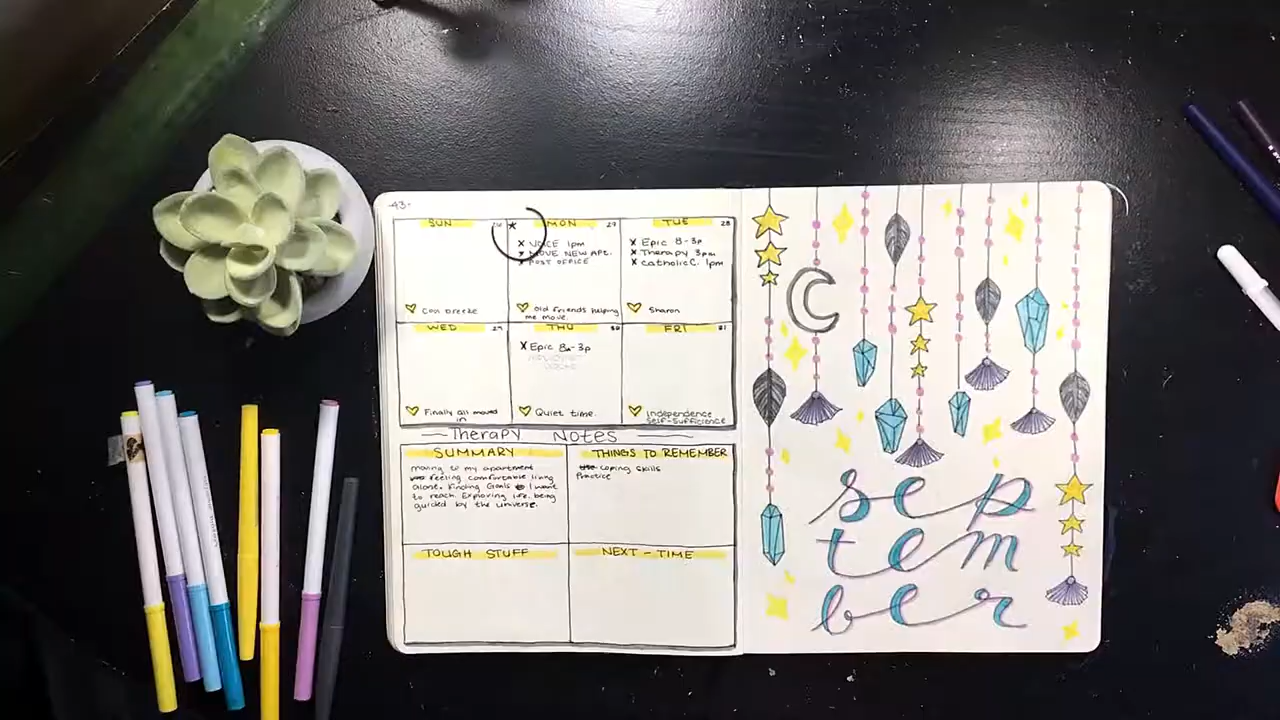 43
SUN
* MON 27
X VOICE 1pm
X MOVE NEW APt.
X POST OFFICE
TUE 28
X Epic 8-3p
X Therapy 3pm
X catholic C. 1pm
Cool breeze
Old friends helping
me move.
Sharon
WED 29
THU 30
X Epic 8a-3p
FRI 31
Finally all moved
in
Quiet time.
Independence
Self-Sufficience
Therapy Notes
SUMMARY
moving to my apartment
feeling comfortable living
alone. Finding Goals I want
to reach. Exploring life. being
guided by the universe.
THINGS TO REMEMBER
coping skills
Practice
TOUGH STUFF
NEXT-TIME
sep
tem
ber